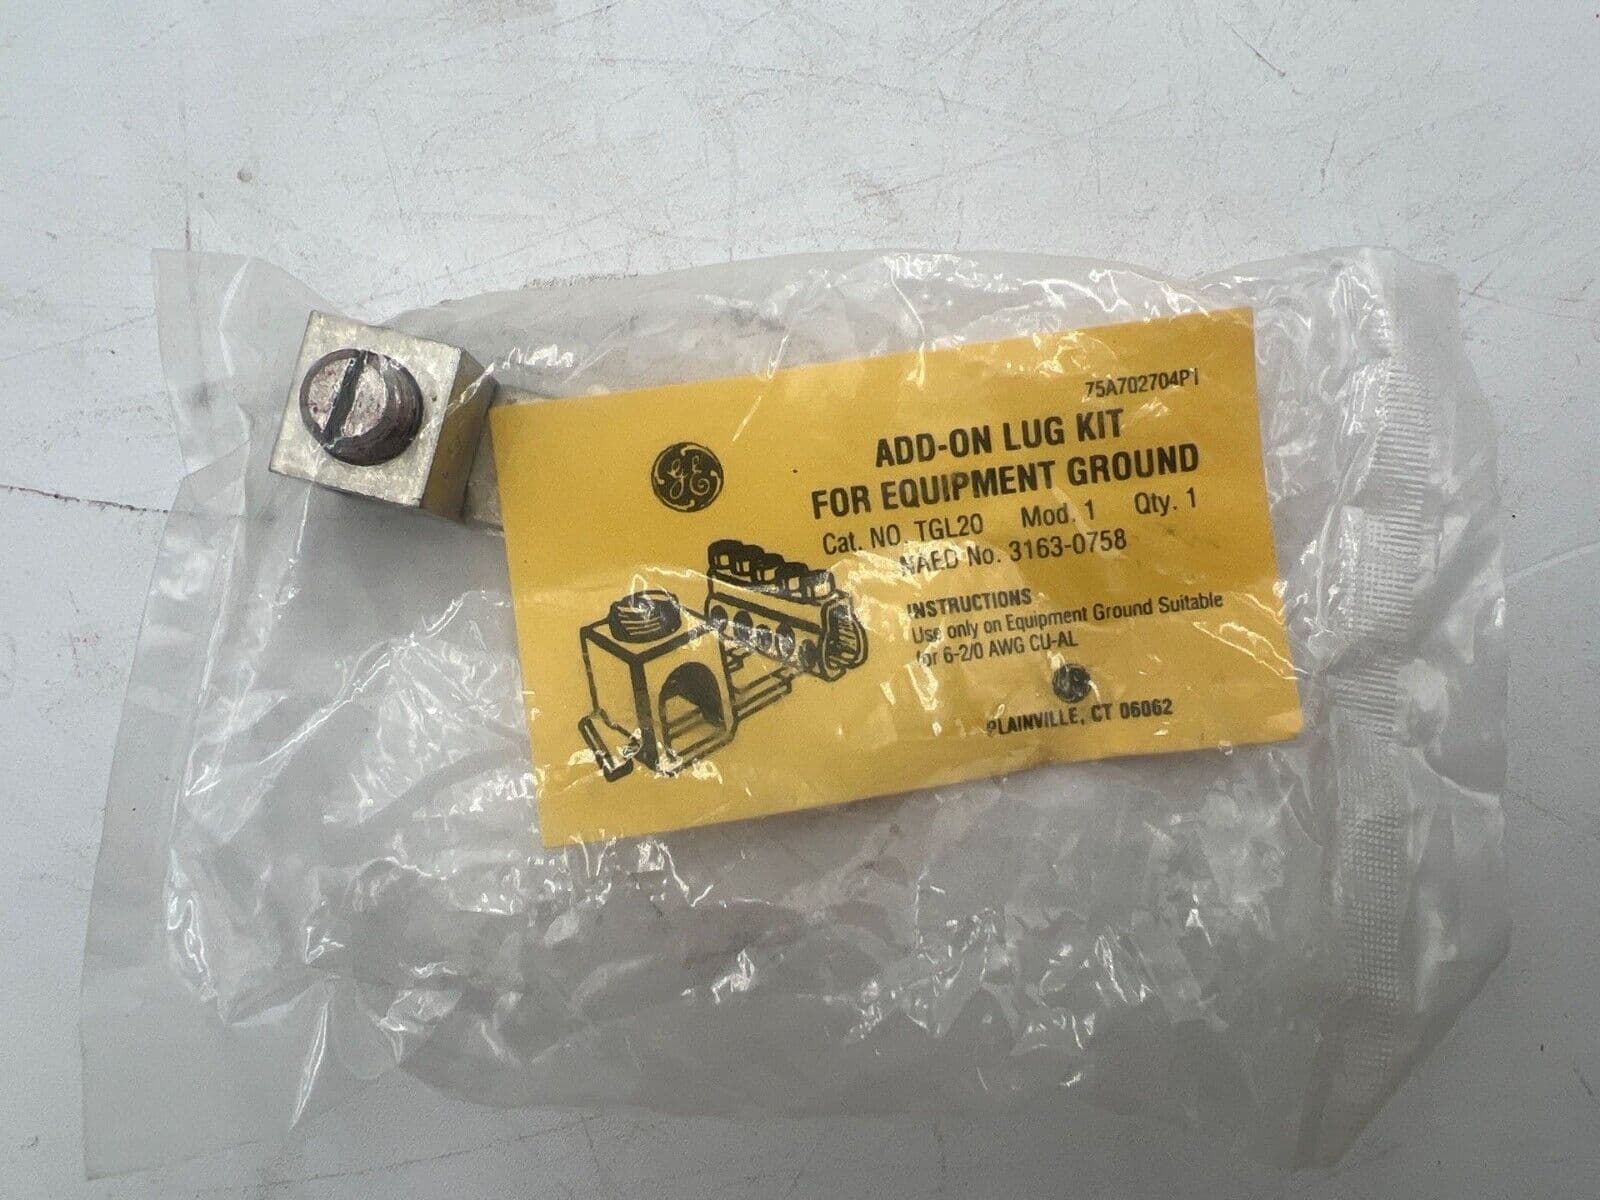 75A702704P1
GE
ADD-ON LUG KIT
FOR EQUIPMENT GROUND
Cat. NO. TGL20 Mod. 1 Qty. 1
NAED No. 3163-0758
INSTRUCTIONS
Use only on Equipment Ground Suitable
for 6-2/0 AWG CU-AL
PLAINVILLE, CT 06062